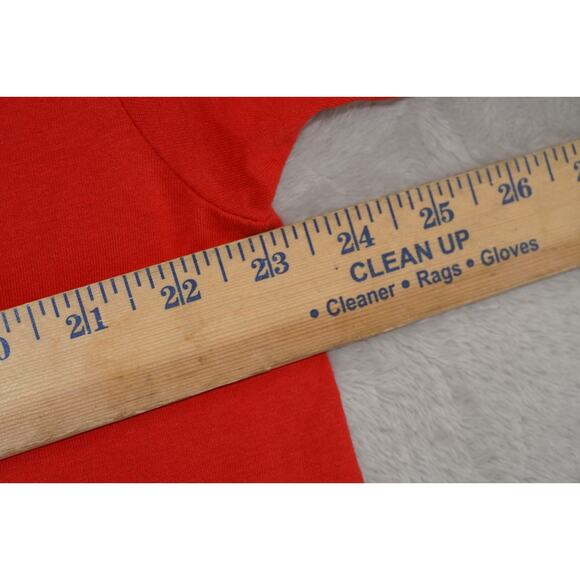 21 22 23 24 25 26
CLEAN UP
• Cleaner • Rags • Gloves